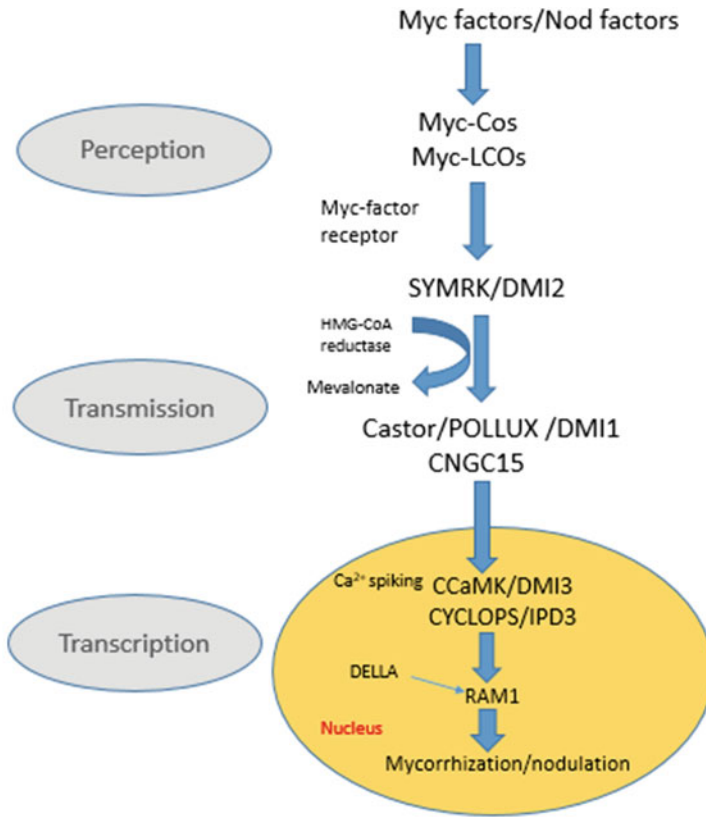 Myc factors/Nod factors
Perception
Myc-Cos
Myc-LCOs
Myc-factor
receptor
SYMRK/DMI2
HMG-CoA
reductase
Mevalonate
Transmission
Castor/POLLUX /DMI1
CNGC15
Ca²⁺ spiking
CCaMK/DMI3
CYCLOPS/IPD3
Transcription
DELLA
RAM1
Nucleus
Mycorrhization/nodulation